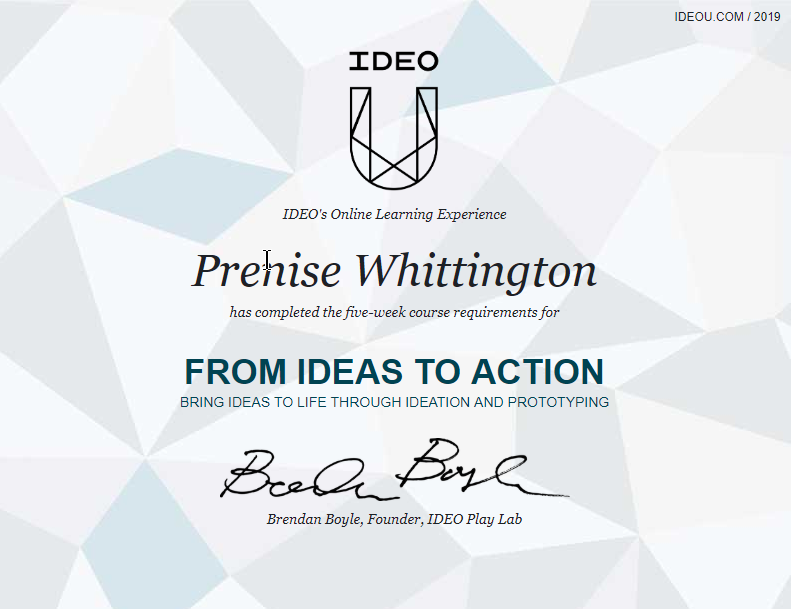 IDEOU.COM / 2019
IDEO
U
IDEO's Online Learning Experience
Prenise Whittington
has completed the five-week course requirements for
FROM IDEAS TO ACTION
BRING IDEAS TO LIFE THROUGH IDEATION AND PROTOTYPING
Brendan Boyle
Brendan Boyle, Founder, IDEO Play Lab